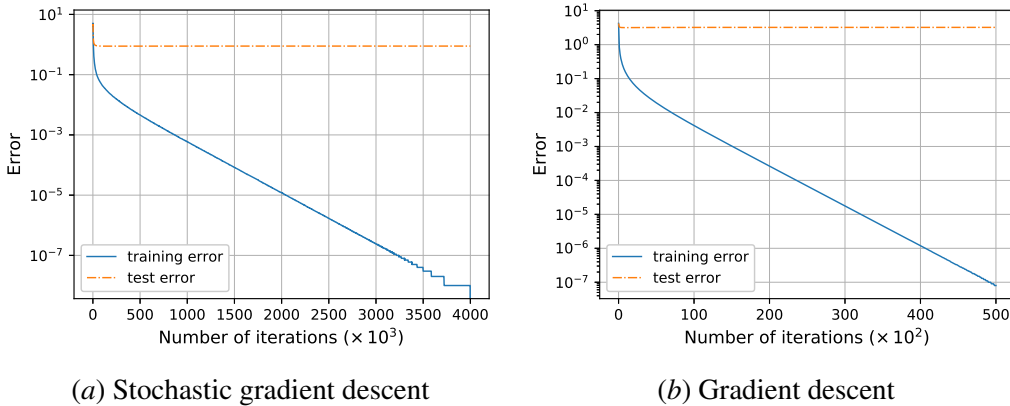 10^1
10^{-1}
10^{-3}
10^{-5}
10^{-7}
Error
training error
test error
0 500 1000 1500 2000 2500 3000 3500 4000
Number of iterations (×10^3)
(a) Stochastic gradient descent
10^1
10^0
10^{-1}
10^{-2}
10^{-3}
10^{-4}
10^{-5}
10^{-6}
10^{-7}
Error
training error
test error
0 100 200 300 400 500
Number of iterations (×10^2)
(b) Gradient descent